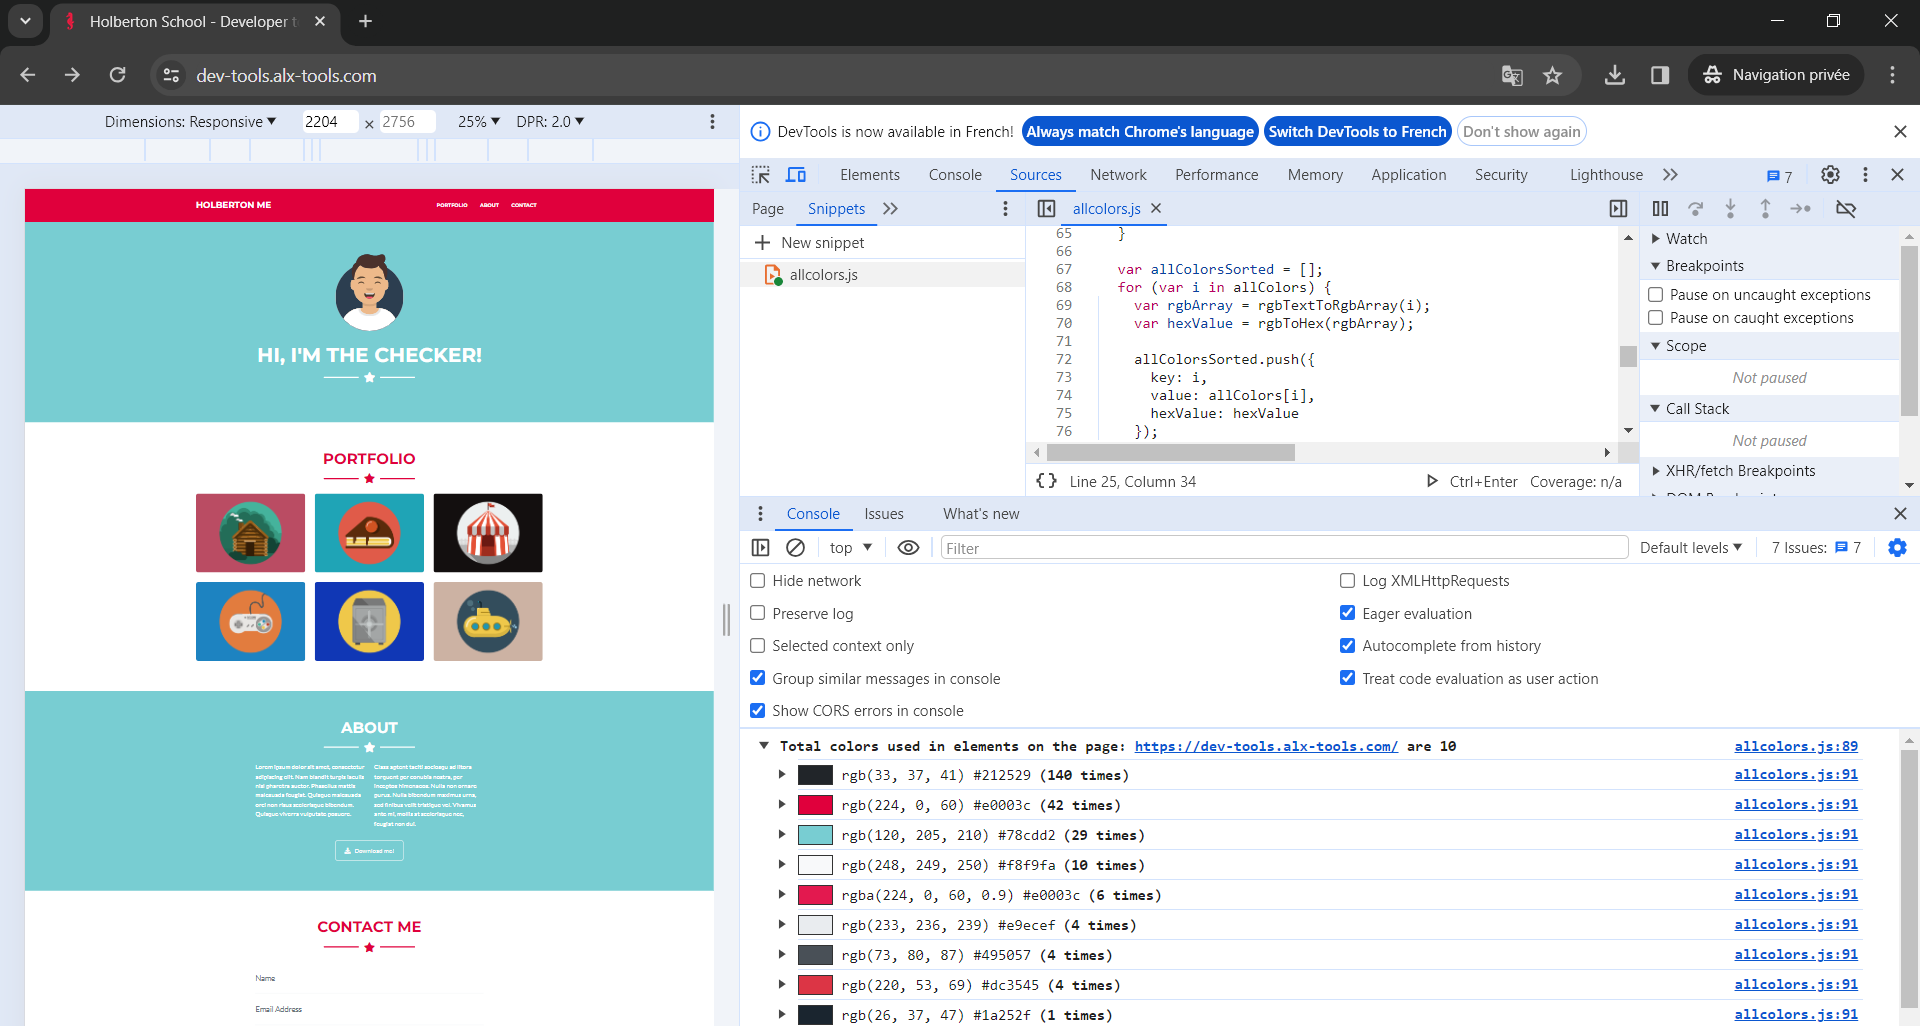 Holberton School - Developer t
dev-tools.alx-tools.com
Navigation privée
Dimensions: Responsive
2204 × 2756
25%
DPR: 2.0
HOLBERTON ME
PORTFOLIO ABOUT CONTACT
HI, I'M THE CHECKER!
PORTFOLIO
ABOUT
Lorem ipsum dolor sit amet, consectetur
adipiscing elit. Nam blandit turpis iaculis
Download me!
CONTACT ME
Name
Email Address
DevTools is now available in French!
Always match Chrome's language
Switch DevTools to French
Don't show again
Elements Console Sources Network Performance Memory Application Security Lighthouse
7
Page Snippets
New snippet
allcolors.js
allcolors.js
65 }
66
67 var allColorsSorted = [];
68 for (var i in allColors) {
69 var rgbArray = rgbTextToRgbArray(i);
70 var hexValue = rgbToHex(rgbArray);
71
72 allColorsSorted.push({
73 key: i,
74 value: allColors[i],
75 hexValue: hexValue
76 });
{} Line 25, Column 34
Ctrl+Enter Coverage: n/a
Watch
Breakpoints
Pause on uncaught exceptions
Pause on caught exceptions
Scope
Not paused
Call Stack
Not paused
XHR/fetch Breakpoints
Console Issues What's new
top
Filter
Default levels
7 Issues: 7
Hide network
Log XMLHttpRequests
Preserve log
Eager evaluation
Selected context only
Autocomplete from history
Group similar messages in console
Treat code evaluation as user action
Show CORS errors in console
Total colors used in elements on the page: https://dev-tools.alx-tools.com/ are 10 allcolors.js:89
rgb(33, 37, 41) #212529 (140 times) allcolors.js:91
rgb(224, 0, 60) #e0003c (42 times) allcolors.js:91
rgb(120, 205, 210) #78cdd2 (29 times) allcolors.js:91
rgb(248, 249, 250) #f8f9fa (10 times) allcolors.js:91
rgba(224, 0, 60, 0.9) #e0003c (6 times) allcolors.js:91
rgb(233, 236, 239) #e9ecef (4 times) allcolors.js:91
rgb(73, 80, 87) #495057 (4 times) allcolors.js:91
rgb(220, 53, 69) #dc3545 (4 times) allcolors.js:91
rgb(26, 37, 47) #1a252f (1 times) allcolors.js:91